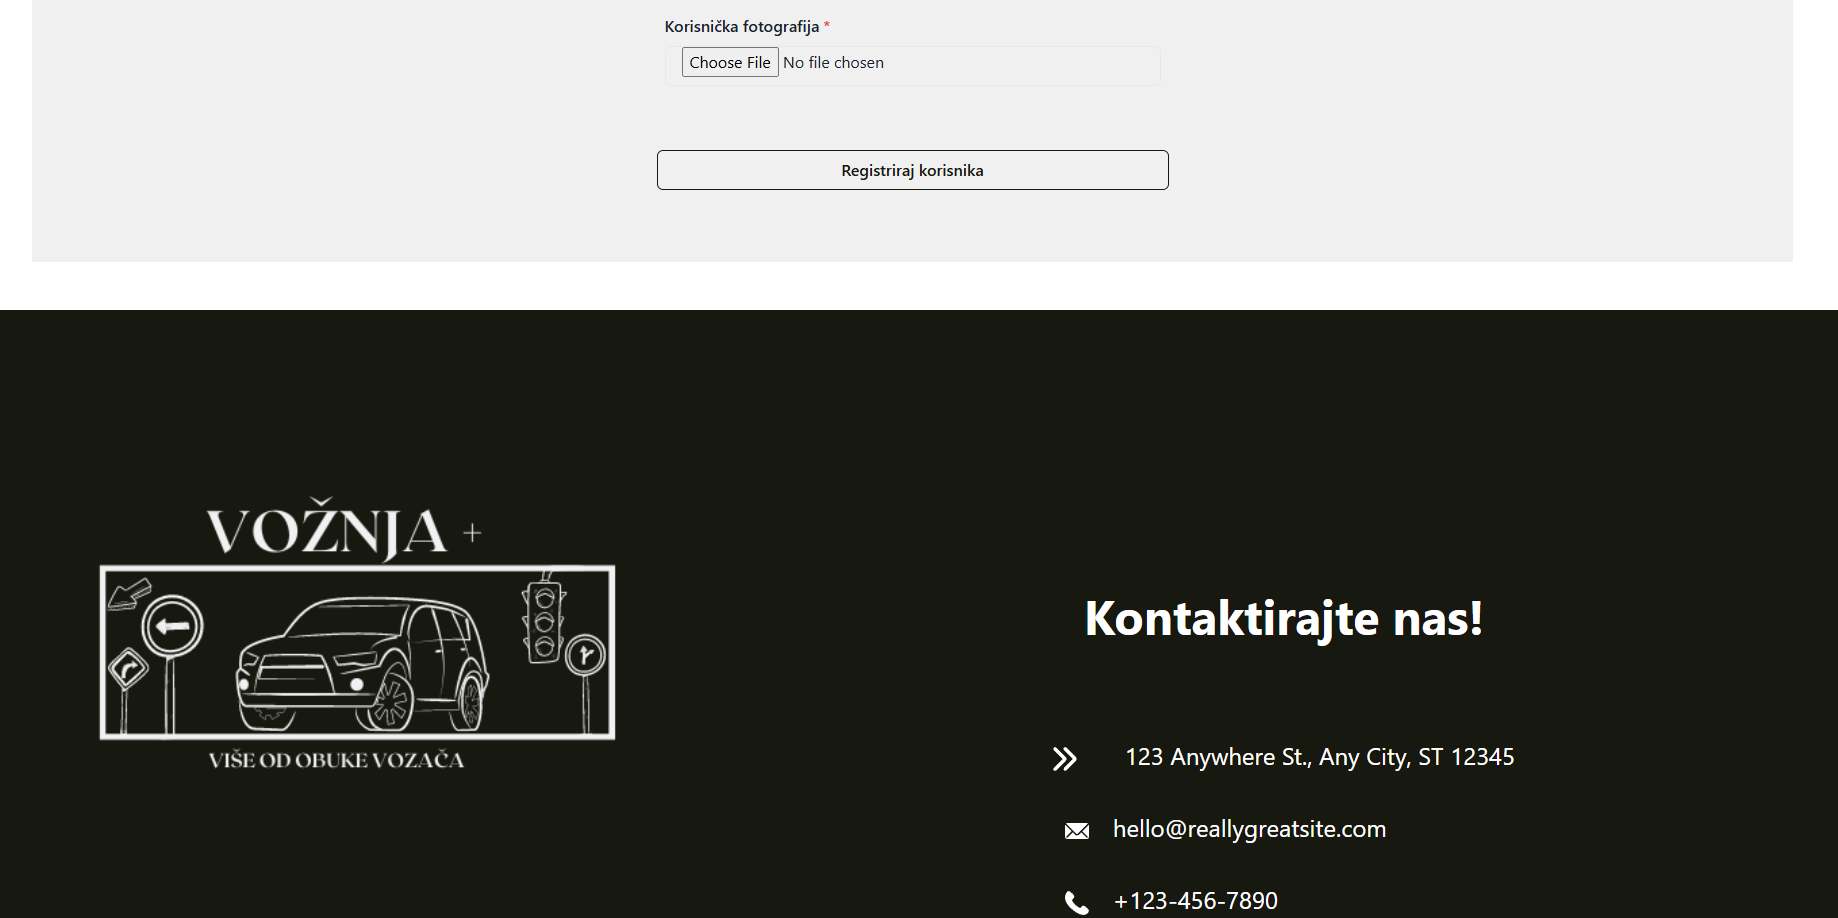 Korisnička fotografija *
Choose File No file chosen
Registriraj korisnika
VOŽNJA +
VIŠE OD OBUKE VOZAČA
Kontaktirajte nas!
123 Anywhere St., Any City, ST 12345
hello@reallygreatsite.com
+123-456-7890